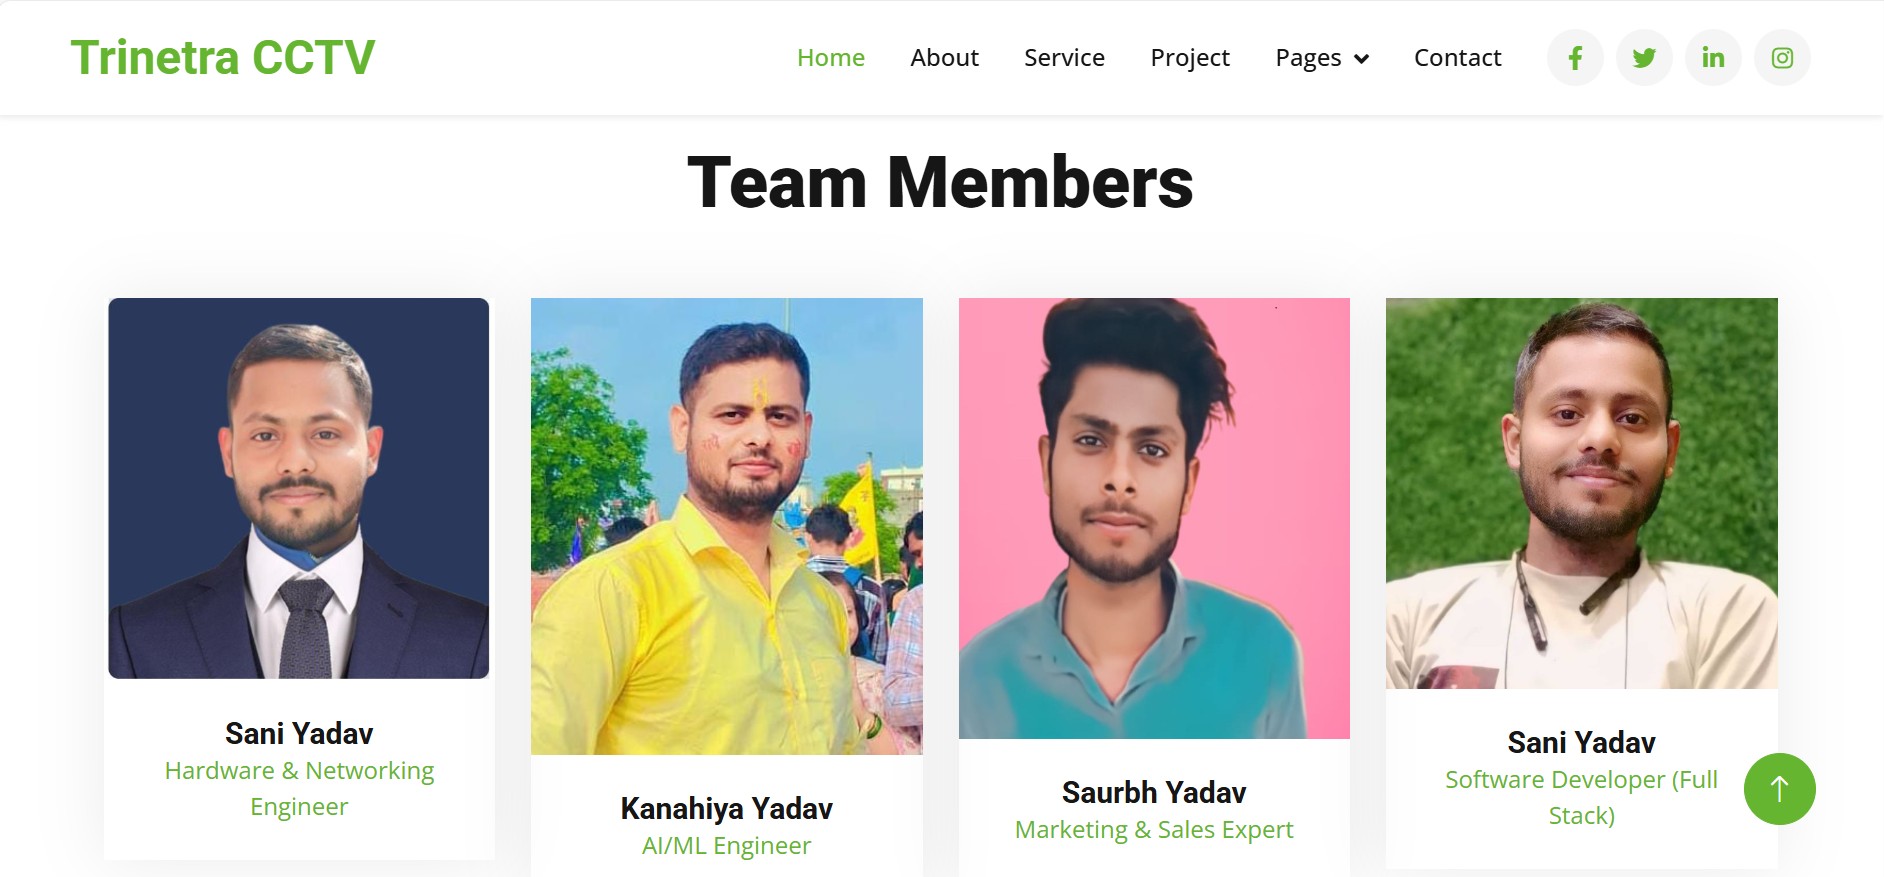 Trinetra CCTV
Home About Service Project Pages Contact
Team Members
Sani Yadav
Hardware & Networking
Engineer
Kanahiya Yadav
AI/ML Engineer
Saurbh Yadav
Marketing & Sales Expert
Sani Yadav
Software Developer (Full
Stack)